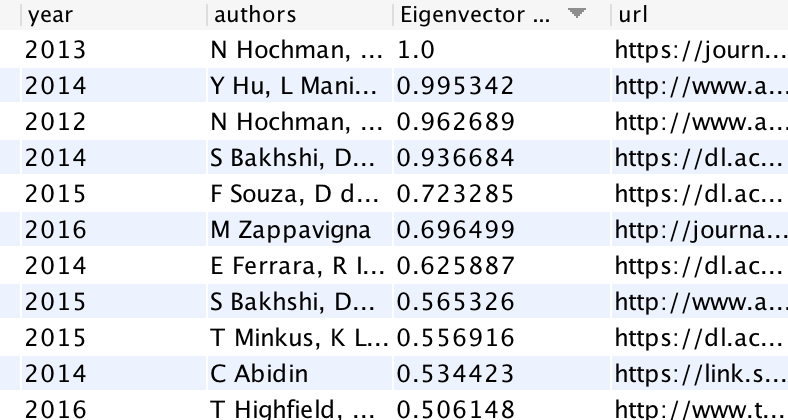 year authors Eigenvector ... url
2013 N Hochman, ... 1.0 https://journ...
2014 Y Hu, L Mani... 0.995342 http://www.a...
2012 N Hochman, ... 0.962689 http://www.a...
2014 S Bakhshi, D... 0.936684 https://dl.ac...
2015 F Souza, D d... 0.723285 https://dl.ac...
2016 M Zappavigna 0.696499 http://journa...
2014 E Ferrara, R I... 0.625887 https://dl.ac...
2015 S Bakhshi, D... 0.565326 http://www.a...
2015 T Minkus, K L... 0.556916 https://dl.ac...
2014 C Abidin 0.534423 https://link.s...
2016 T Highfield, ... 0.506148 http://www.t...